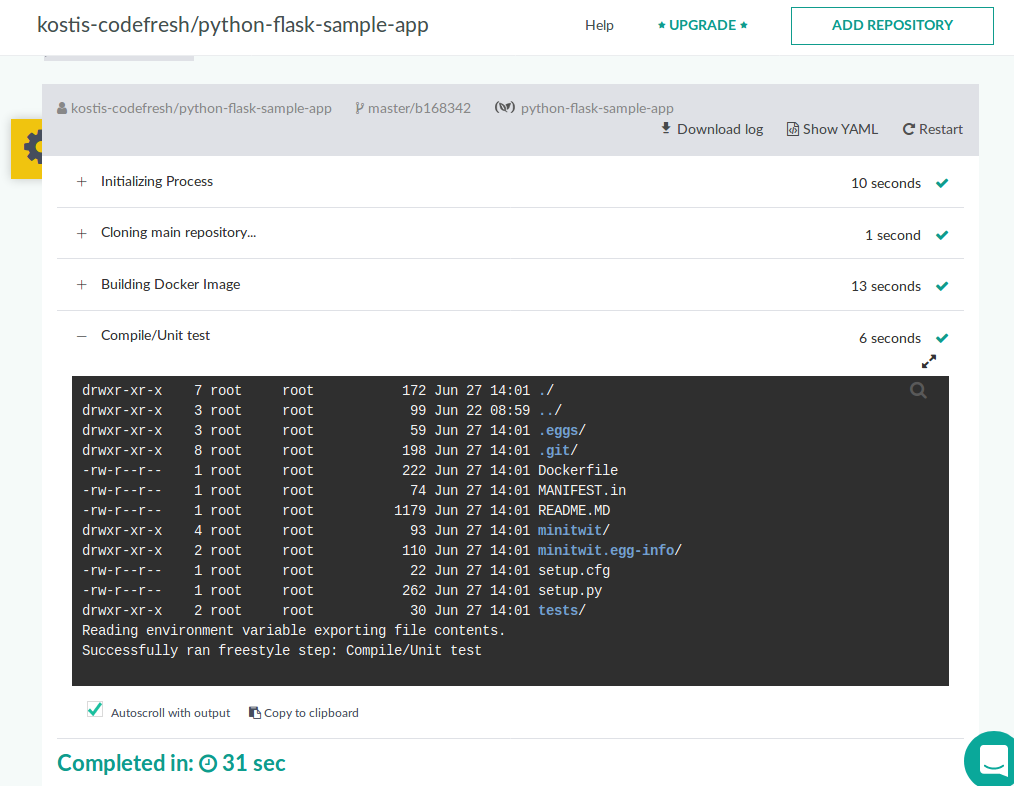 kostis-codefresh/python-flask-sample-app Help ★ UPGRADE ★ ADD REPOSITORY
kostis-codefresh/python-flask-sample-app master/b168342 python-flask-sample-app
Download log Show YAML Restart
+ Initializing Process 10 seconds
+ Cloning main repository... 1 second
+ Building Docker Image 13 seconds
– Compile/Unit test 6 seconds
drwxr-xr-x    7 root     root           172 Jun 27 14:01 ./
drwxr-xr-x    3 root     root            99 Jun 22 08:59 ../
drwxr-xr-x    3 root     root            59 Jun 27 14:01 .eggs/
drwxr-xr-x    8 root     root           198 Jun 27 14:01 .git/
-rw-r--r--    1 root     root           222 Jun 27 14:01 Dockerfile
-rw-r--r--    1 root     root            74 Jun 27 14:01 MANIFEST.in
-rw-r--r--    1 root     root          1179 Jun 27 14:01 README.MD
drwxr-xr-x    4 root     root            93 Jun 27 14:01 minitwit/
drwxr-xr-x    2 root     root           110 Jun 27 14:01 minitwit.egg-info/
-rw-r--r--    1 root     root            22 Jun 27 14:01 setup.cfg
-rw-r--r--    1 root     root           262 Jun 27 14:01 setup.py
drwxr-xr-x    2 root     root            30 Jun 27 14:01 tests/
Reading environment variable exporting file contents.
Successfully ran freestyle step: Compile/Unit test
Autoscroll with output Copy to clipboard
Completed in: 31 sec